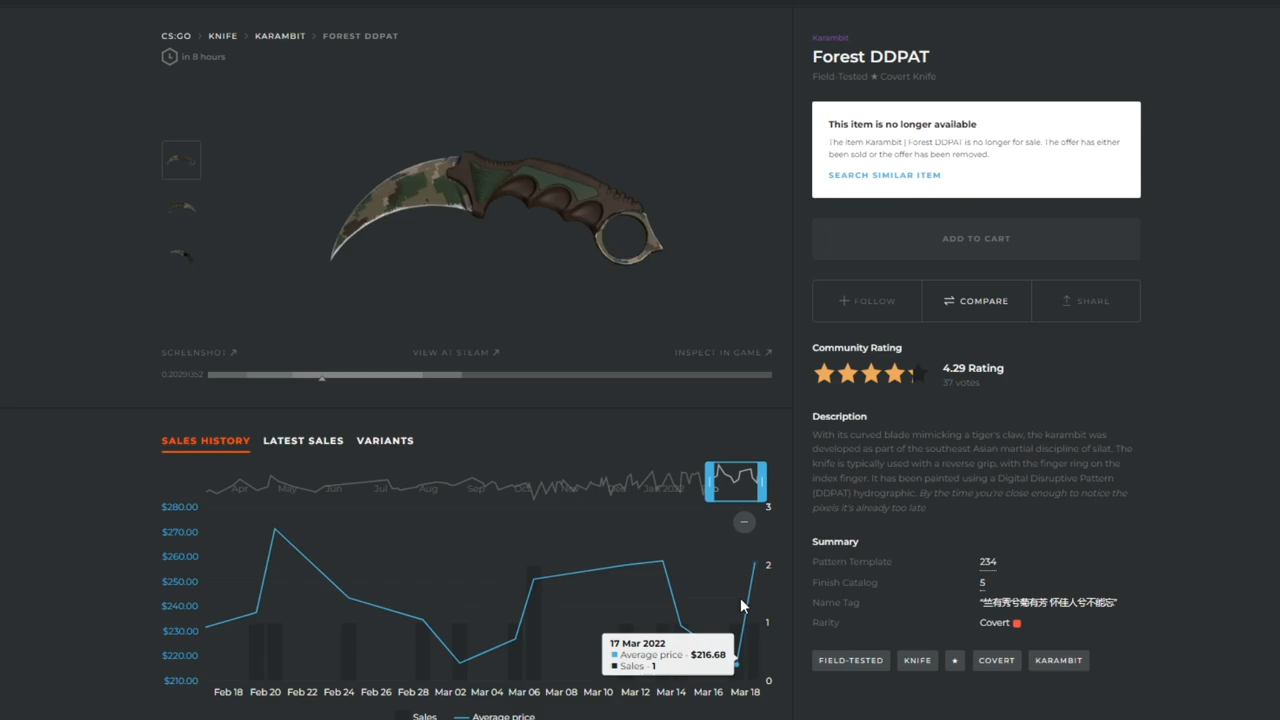 CS:GO > KNIFE > KARAMBIT > FOREST DDPAT
in 8 hours
SCREENSHOT
VIEW AT STEAM
INSPECT IN GAME
SALES HISTORY
LATEST SALES
VARIANTS
Apr May Jun Jul Aug Sep
$280.00
$270.00
$260.00
$250.00
$240.00
$230.00
$220.00
$210.00
3
2
1
0
17 Mar 2022
Average price - $216.68
Sales - 1
Feb 18 Feb 20 Feb 22 Feb 24 Feb 26 Feb 28 Mar 02 Mar 04 Mar 06 Mar 08 Mar 10 Mar 12 Mar 14 Mar 16 Mar 18
Sales Average price
Karambit
Forest DDPAT
Field-Tested ★ Covert Knife
This item is no longer available
The item Karambit | Forest DDPAT is no longer for sale. The offer has either
been sold or the offer has been removed.
SEARCH SIMILAR ITEM
ADD TO CART
FOLLOW
COMPARE
SHARE
Community Rating
4.29 Rating
37 votes
Description
With its curved blade mimicking a tiger's claw, the karambit was
developed as part of the southeast Asian martial discipline of silat. The
knife is typically used with a reverse grip, with the finger ring on the
index finger. It has been painted using a Digital Disruptive Pattern
(DDPAT) hydrographic. By the time you're close enough to notice the
pixels it's already too late
Summary
Pattern Template 234
Finish Catalog 5
Name Tag "兰有秀兮菊有芳 怀佳人兮不能忘"
Rarity Covert
FIELD-TESTED KNIFE ★ COVERT KARAMBIT